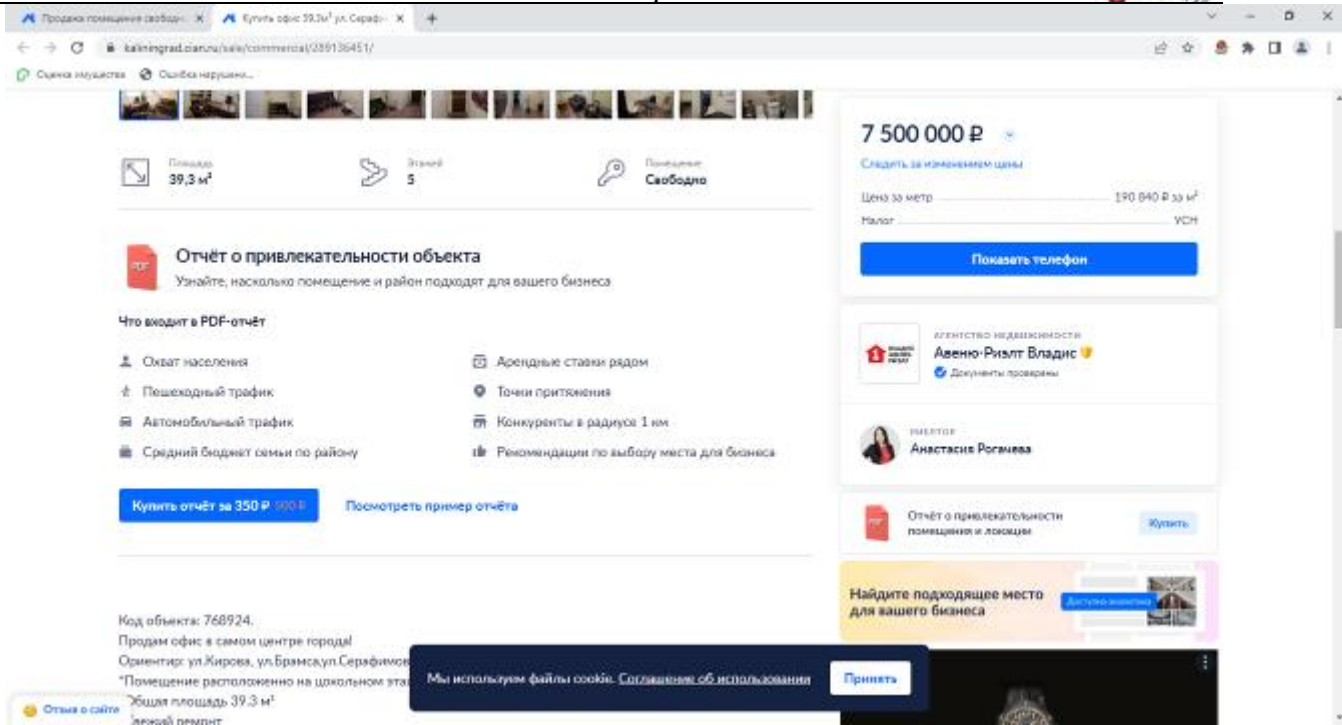 Продажа помещения свободн
Купить офис 39.3м² ул. Серафи
kaliningrad.cian.ru/sale/commercial/289136451/
Оценка имущества
Ошибка нарушени...
Площадь
39,3 м²
Этажей
5
Помещение
Свободно
PDF
Отчёт о привлекательности объекта
Узнайте, насколько помещение и район подходят для вашего бизнеса
Что входит в PDF-отчёт
Охват населения
Пешеходный трафик
Автомобильный трафик
Средний бюджет семьи по району
Арендные ставки рядом
Точки притяжения
Конкуренты в радиусе 1 км
Рекомендации по выбору места для бизнеса
Купить отчёт за 350 ₽ 500 ₽
Посмотреть пример отчёта
Код объекта: 768924.
Продам офис в самом центре города!
Ориентир: ул.Кирова, ул.Брамса,ул.Серафимов
*Помещение расположенно на цокольном эта
Общая площадь 39.3 м²
свежий ремонт
Отзыв о сайте
7 500 000 ₽
Следить за изменением цены
Цена за метр 190 840 ₽ за м²
Налог УСН
Показать телефон
АГЕНТСТВО НЕДВИЖИМОСТИ
Авеню-Риэлт Владис
Документы проверены
РИЕЛТОР
Анастасия Рогачева
PDF
Отчёт о привлекательности
помещения и локации
Купить
Найдите подходящее место
для вашего бизнеса
Доступно аналитика
Мы используем файлы cookie. Соглашение об использовании
Принять